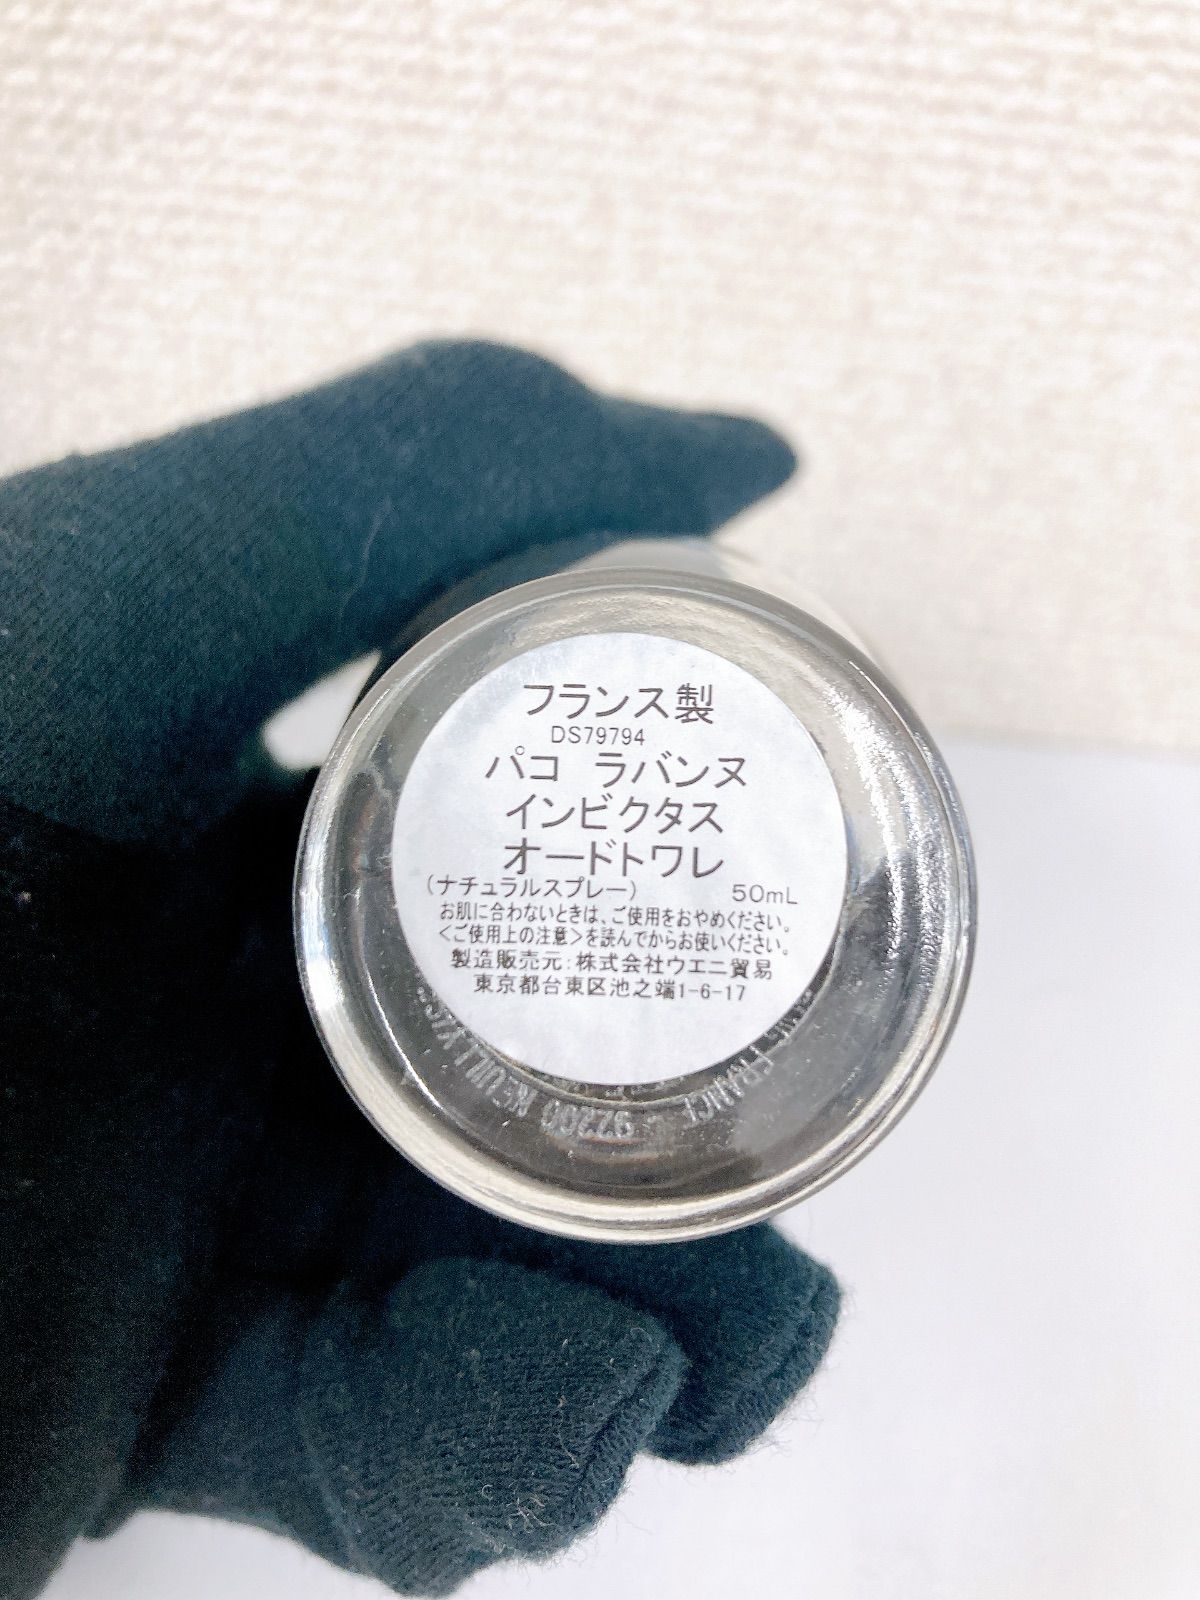 フランス製
DS79794
パコ ラバンヌ
インビクタス
オードトワレ
(ナチュラルスプレー) 50mL
お肌に合わないときは、ご使用をおやめください。
<ご使用上の注意>を読んでからお使いください。
製造販売元:株式会社ウエニ貿易
東京都台東区池之端1-6-17
92200 NEUILLY
FRANCE